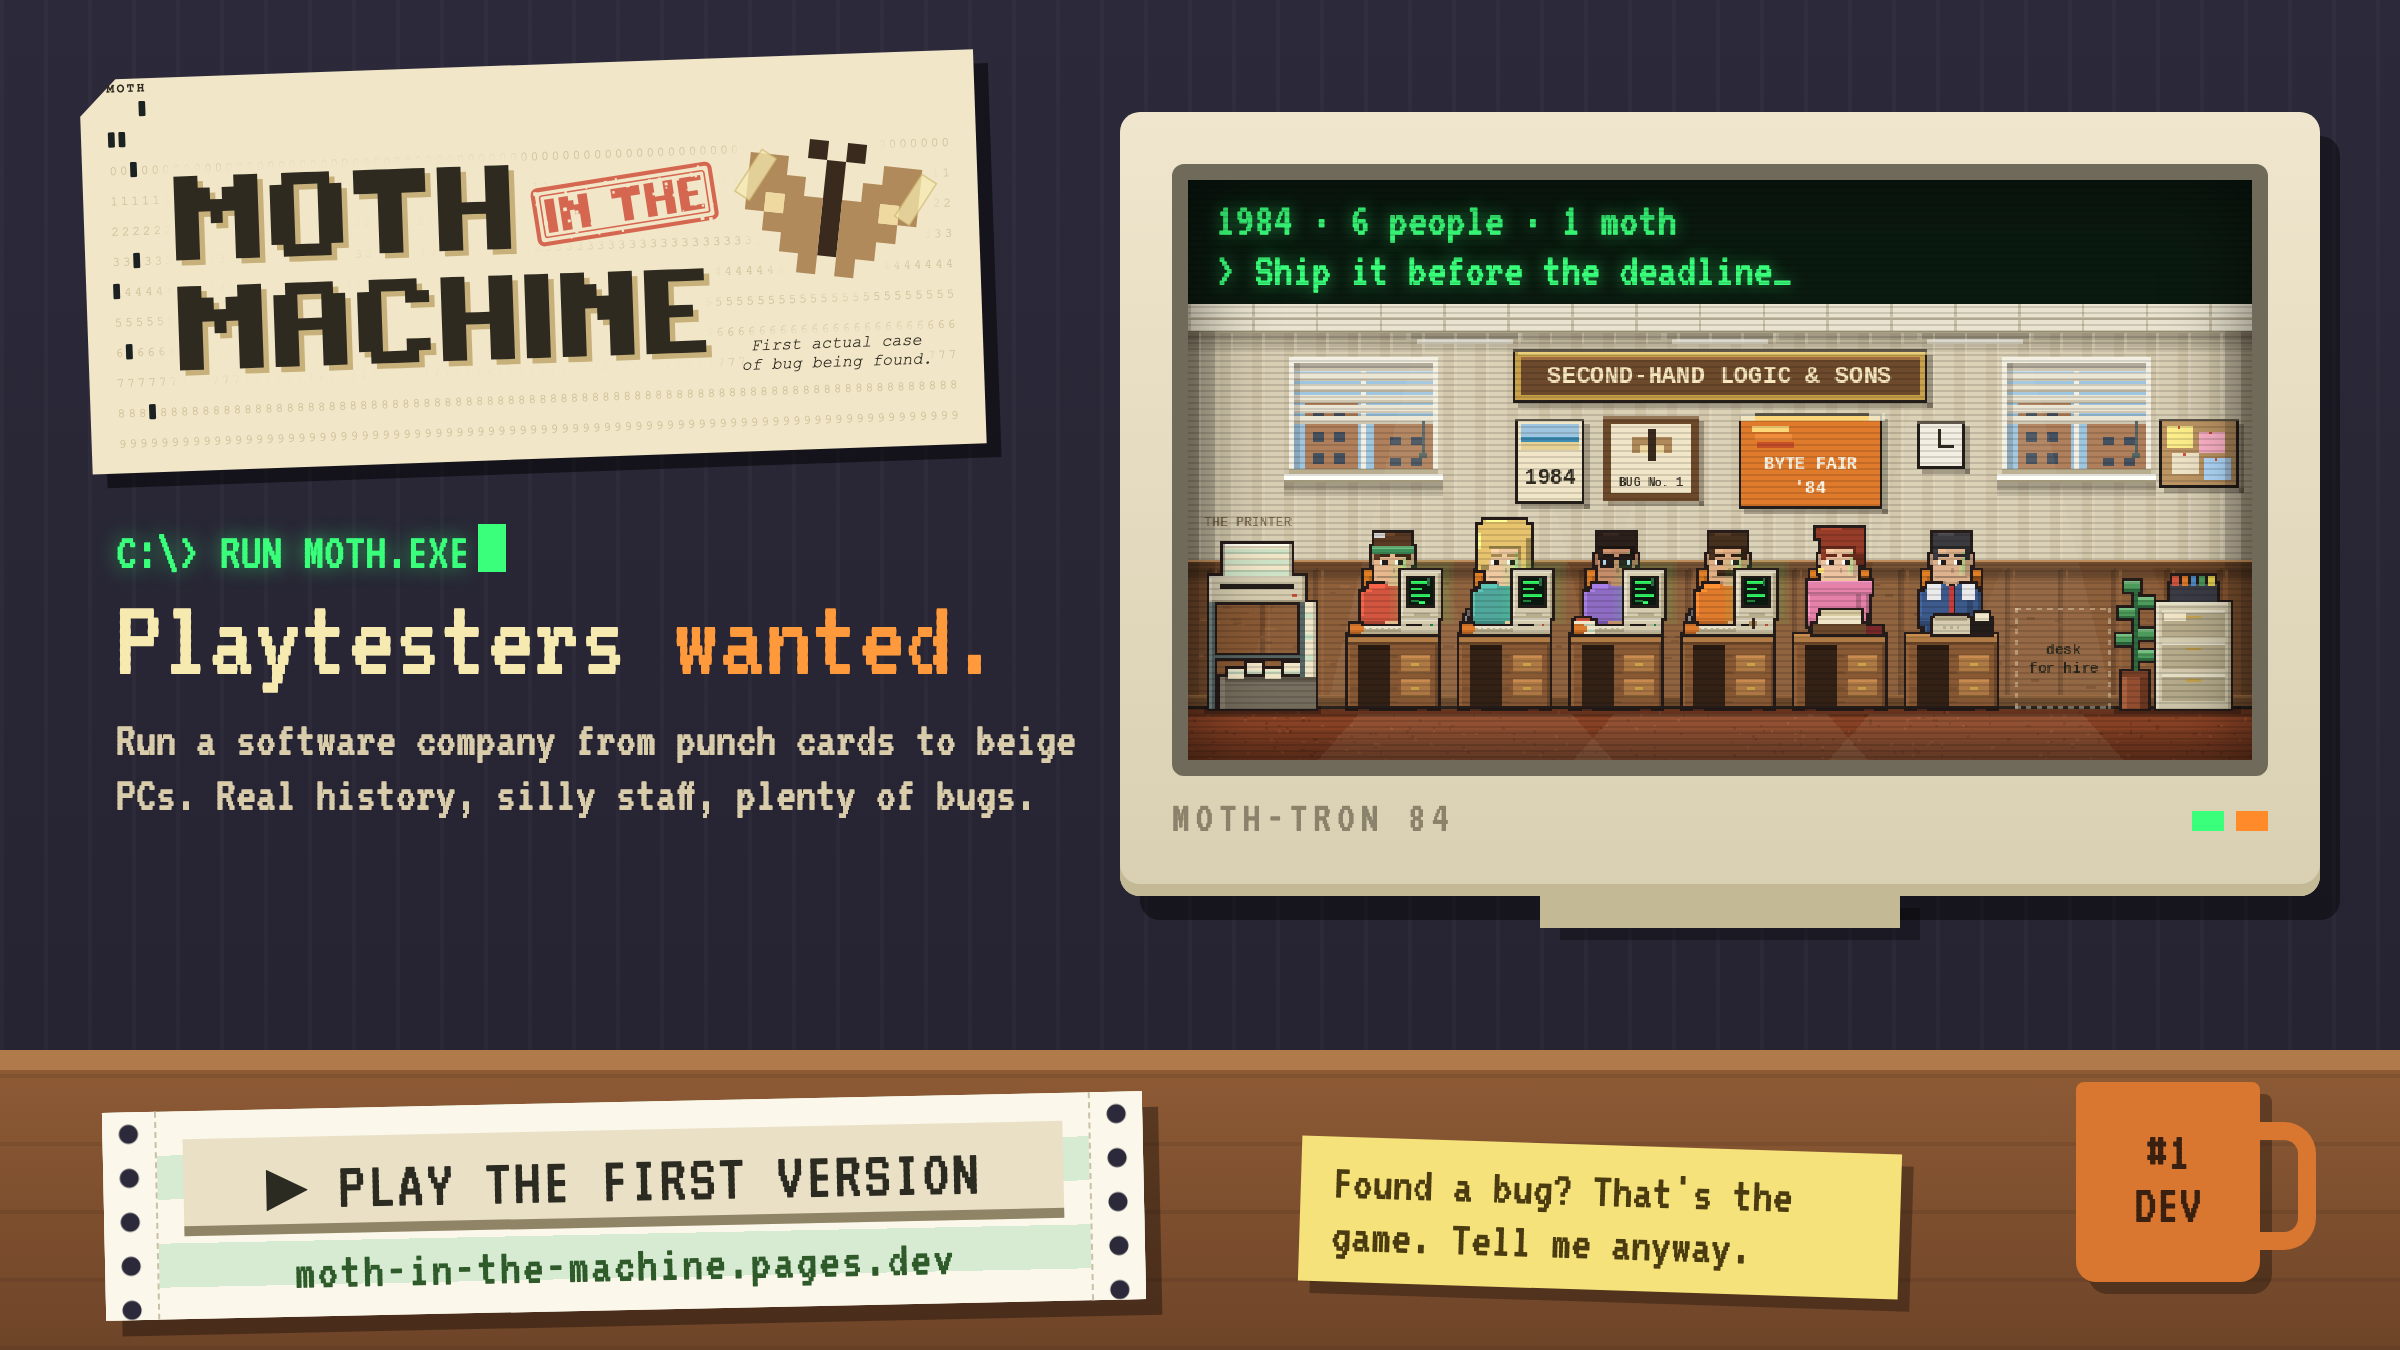 MOTH
MOTH IN THE
MACHINE
First actual case
of bug being found.
C:\> RUN MOTH.EXE
Playtesters wanted.
Run a software company from punch cards to beige
PCs. Real history, silly staff, plenty of bugs.
1984 · 6 people · 1 moth
> Ship it before the deadline_
SECOND-HAND LOGIC & SONS
1984
BUG No. 1
BYTE FAIR
'84
THE PRINTER
desk
for hire
MOTH-TRON 84
▶ PLAY THE FIRST VERSION
moth-in-the-machine.pages.dev
Found a bug? That's the
game. Tell me anyway.
#1
DEV